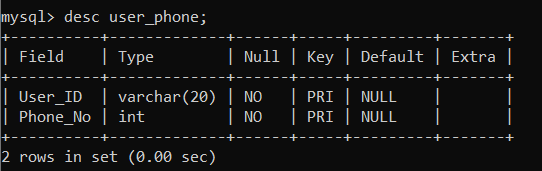 mysql> desc user_phone;
+----------+-------------+------+-----+---------+-------+
| Field    | Type        | Null | Key | Default | Extra |
+----------+-------------+------+-----+---------+-------+
| User_ID  | varchar(20) | NO   | PRI | NULL    |       |
| Phone_No | int         | NO   | PRI | NULL    |       |
+----------+-------------+------+-----+---------+-------+
2 rows in set (0.00 sec)